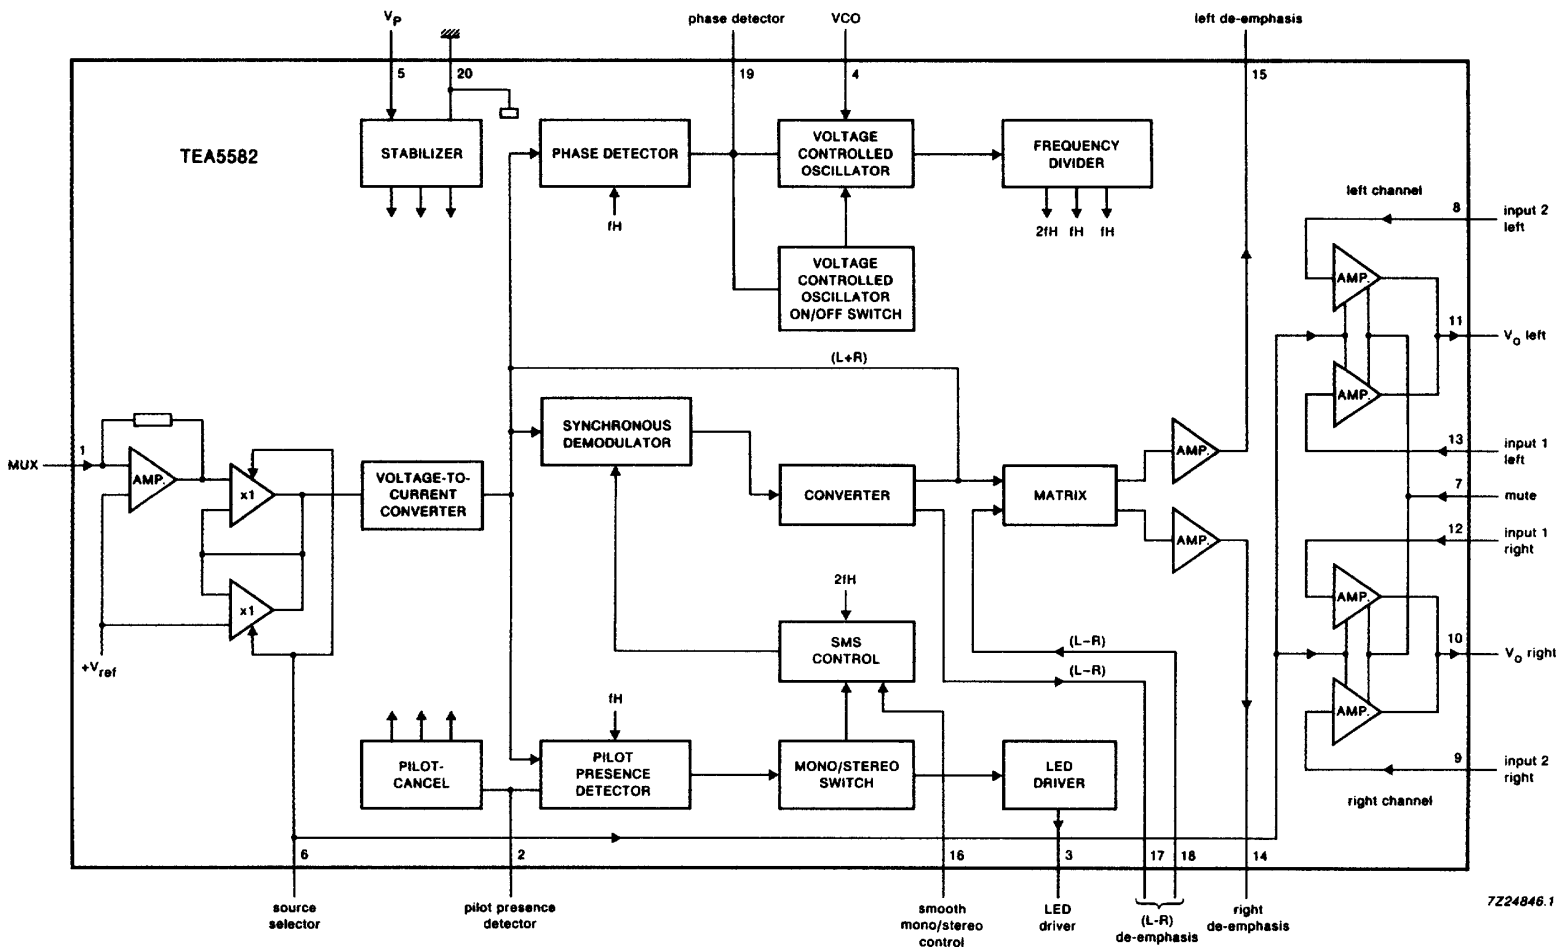 VP
phase detector
VCO
left de-emphasis
5
20
19
4
15
TEA5582
STABILIZER
PHASE DETECTOR
VOLTAGE
CONTROLLED
OSCILLATOR
FREQUENCY
DIVIDER
fH
2fH
fH
fH
VOLTAGE
CONTROLLED
OSCILLATOR
ON/OFF SWITCH
left channel
8
input 2
left
AMP.
11
Vo left
AMP.
13
input 1
left
7
mute
12
input 1
right
AMP.
10
Vo right
AMP.
9
input 2
right
right channel
(L+R)
MUX
1
AMP.
x1
x1
+Vref
VOLTAGE-TO-
CURRENT
CONVERTER
SYNCHRONOUS
DEMODULATOR
CONVERTER
MATRIX
AMP.
AMP.
2fH
SMS
CONTROL
(L-R)
(L-R)
fH
PILOT-
CANCEL
PILOT
PRESENCE
DETECTOR
MONO/STEREO
SWITCH
LED
DRIVER
6
2
16
3
17
18
14
source
selector
pilot presence
detector
smooth
mono/stereo
control
LED
driver
(L-R)
de-emphasis
right
de-emphasis
7Z24846.1